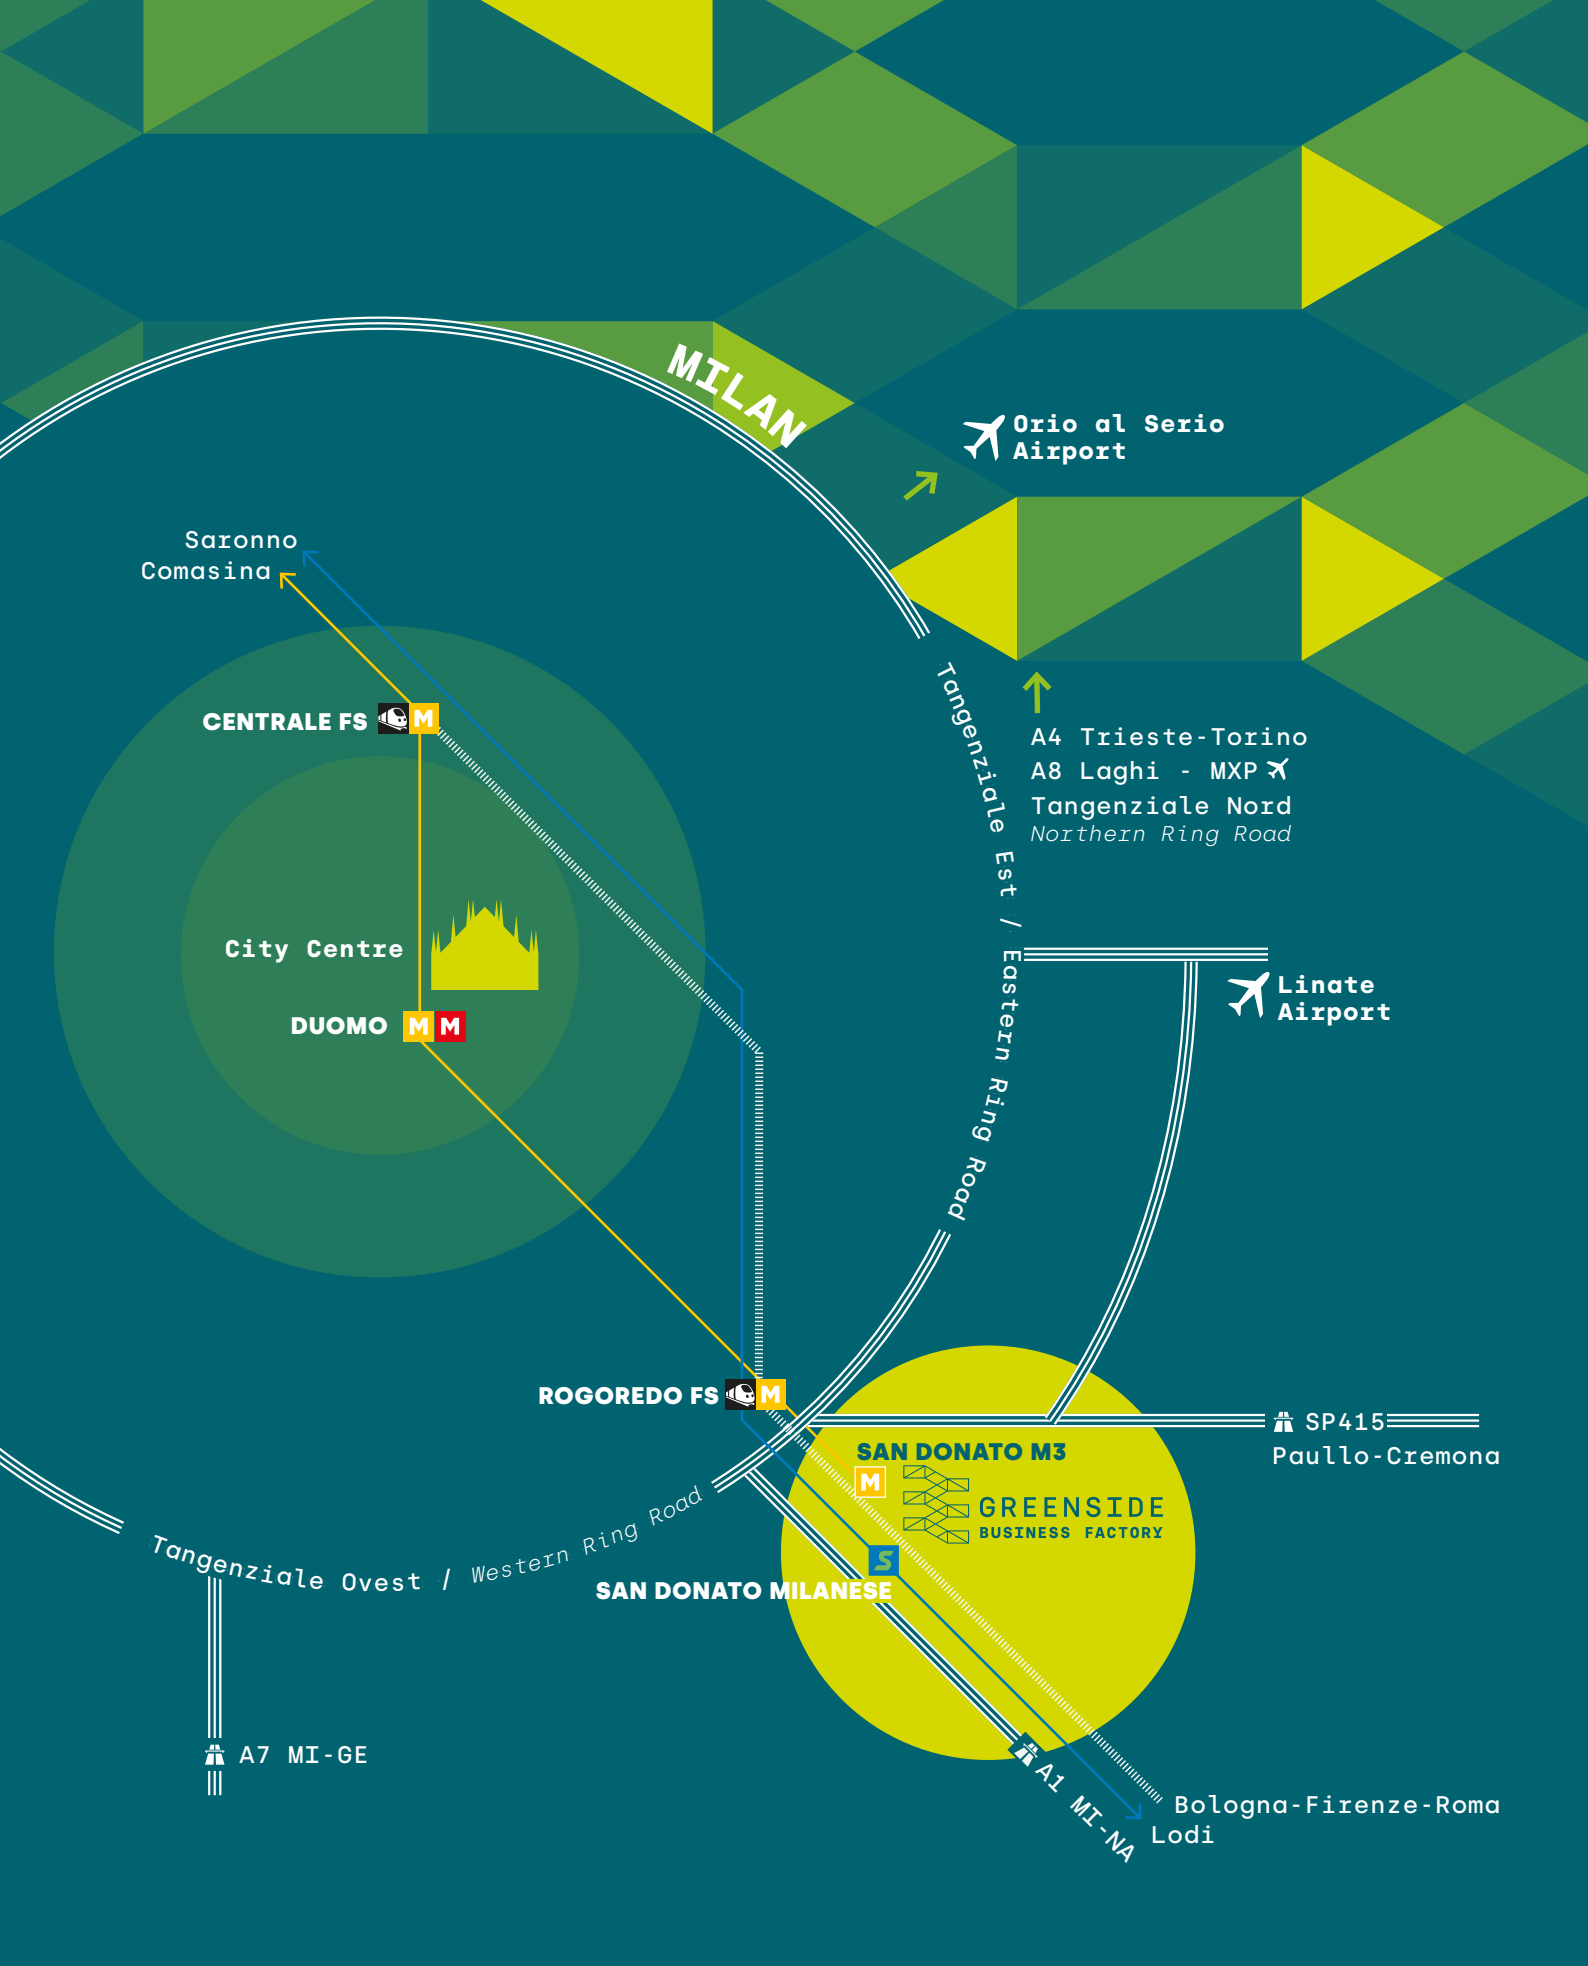 MILAN
Orio al Serio
Airport
Saronno
Comasina
Tangenziale Est / Eastern Ring Road
CENTRALE FS M
A4 Trieste-Torino
A8 Laghi - MXP
Tangenziale Nord
Northern Ring Road
City Centre
Linate
Airport
DUOMO M M
ROGOREDO FS M
SP415
Paullo-Cremona
SAN DONATO M3
M
GREENSIDE
BUSINESS FACTORY
S
SAN DONATO MILANESE
Tangenziale Ovest / Western Ring Road
A7 MI-GE
A1 MI-NA
Bologna-Firenze-Roma
Lodi